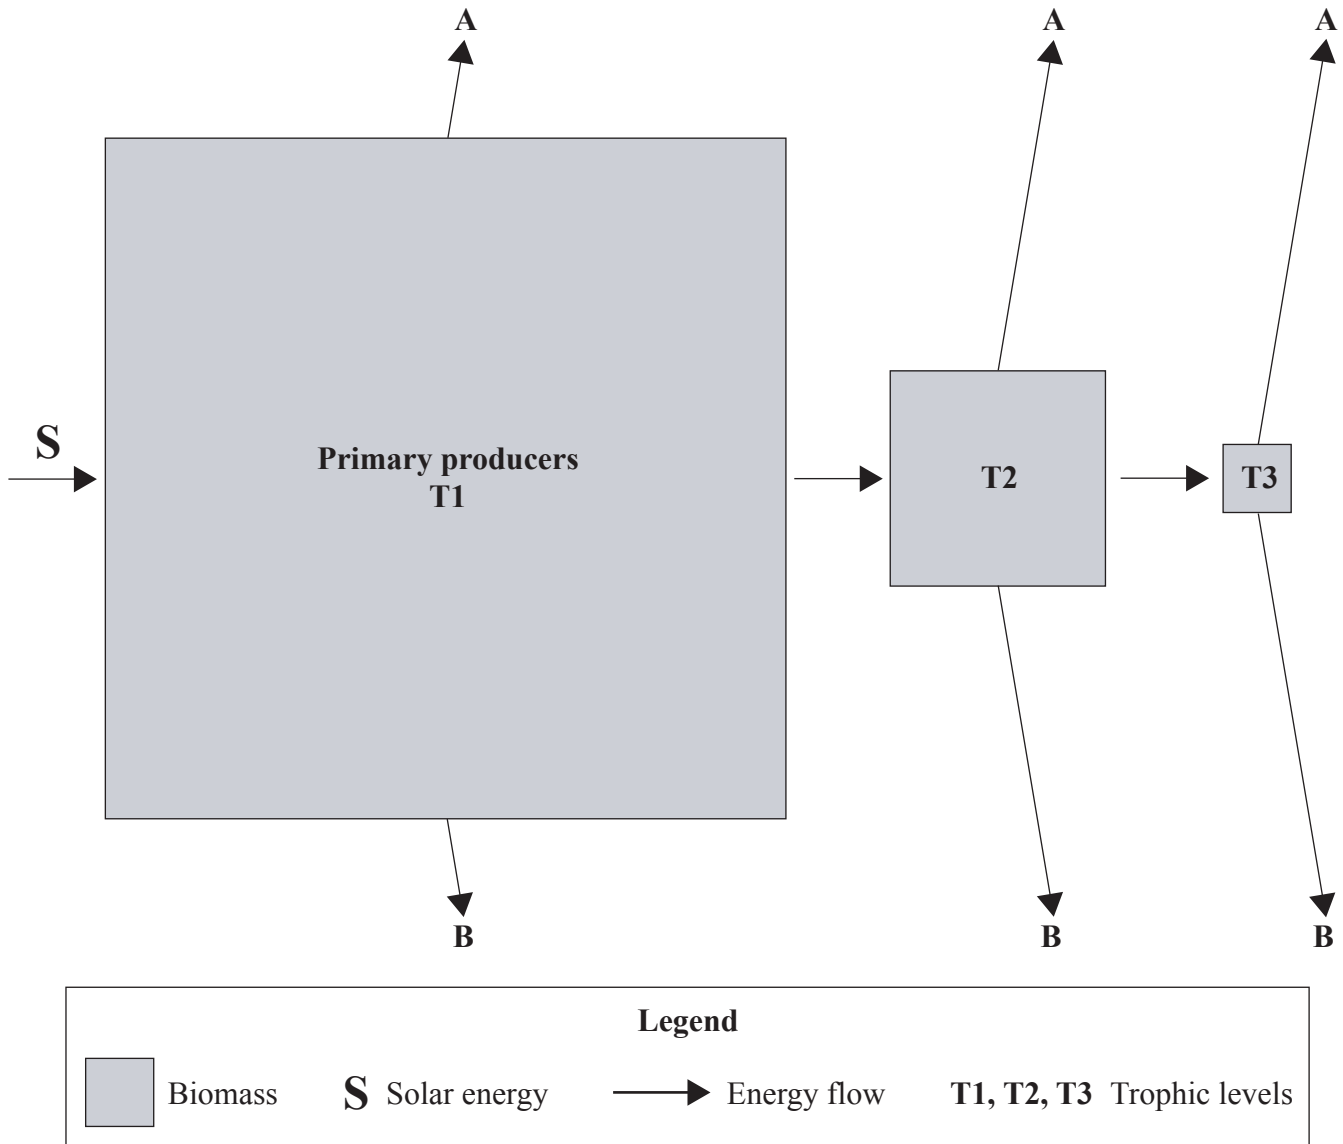 A A A
S
Primary producers
T1
T2
T3
B B B
Legend
Biomass S Solar energy Energy flow T1, T2, T3 Trophic levels